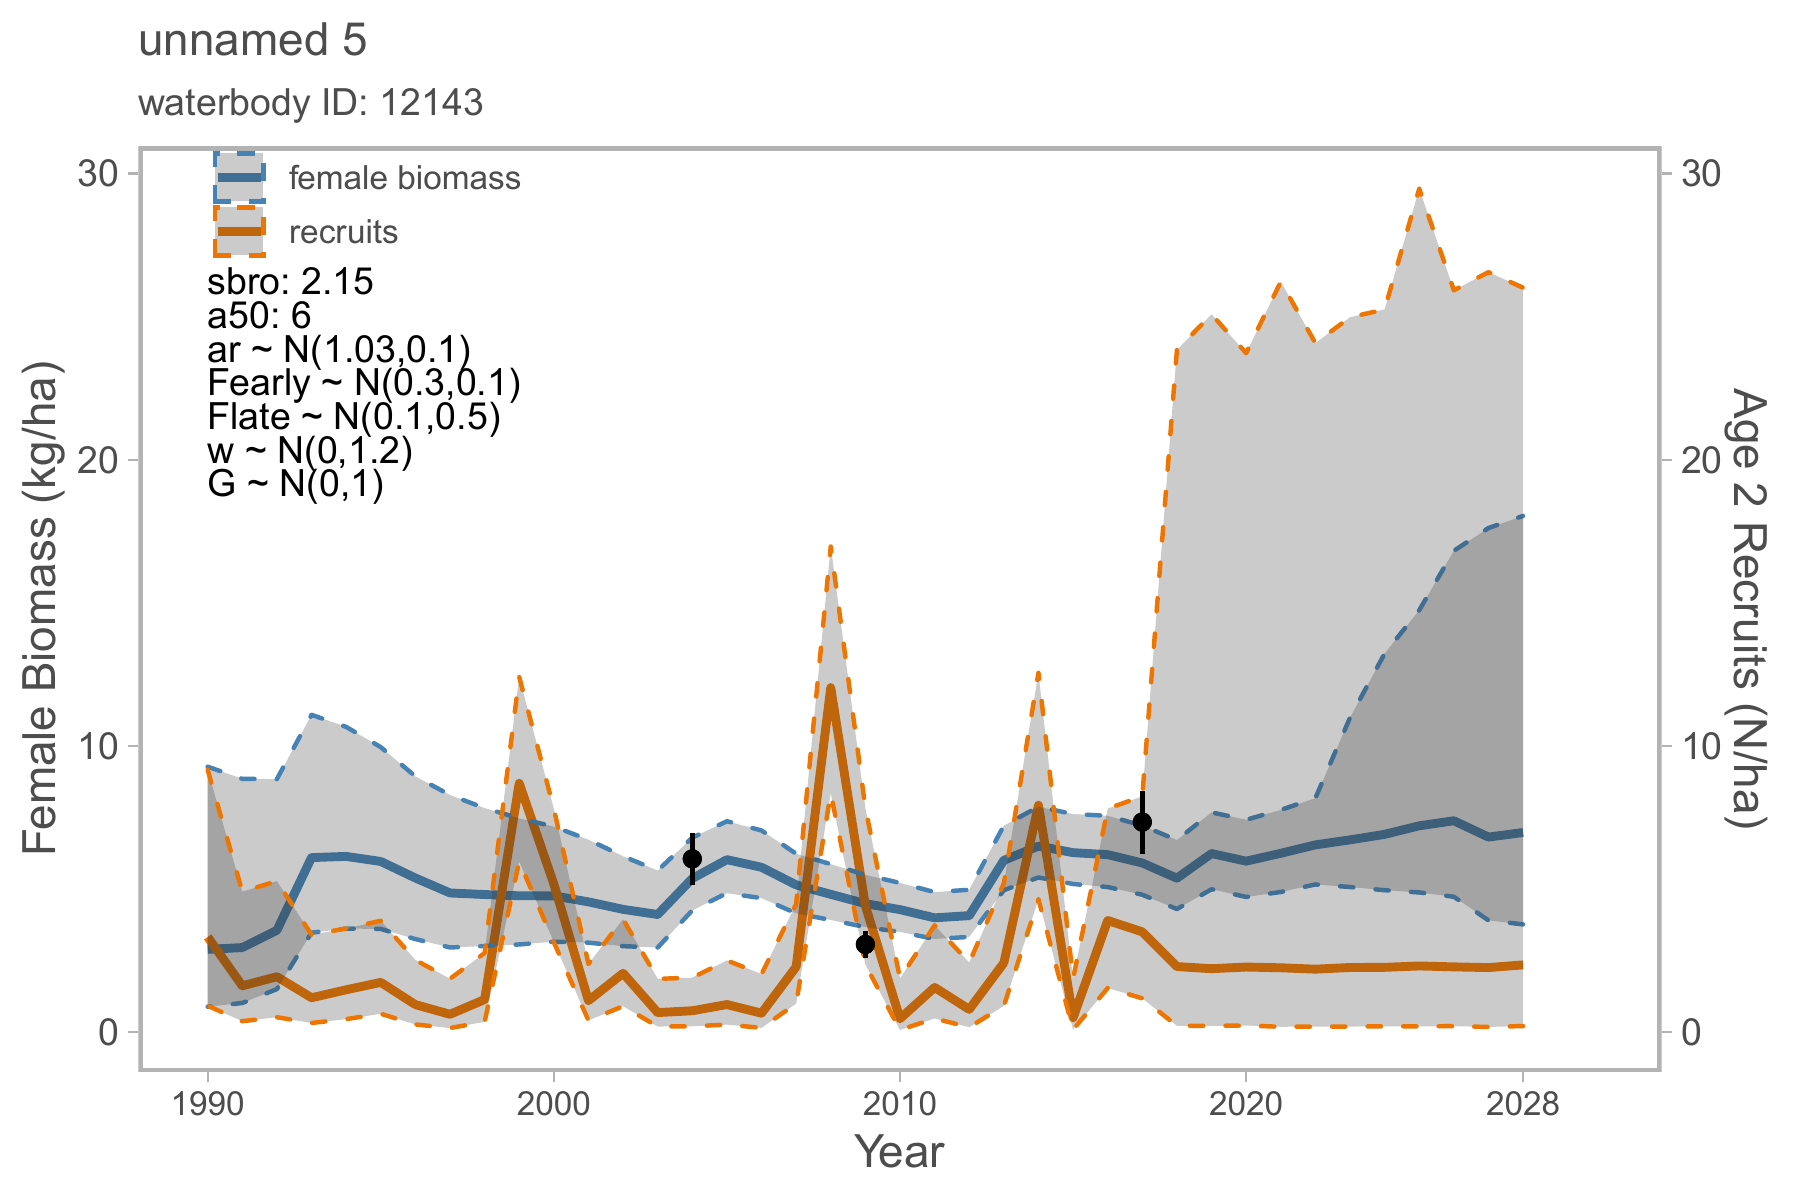 unnamed 5
waterbody ID: 12143
female biomass
recruits
sbro: 2.15
a50: 6
ar ~ N(1.03,0.1)
Fearly ~ N(0.3,0.1)
Flate ~ N(0.1,0.5)
w ~ N(0,1.2)
G ~ N(0,1)
Female Biomass (kg/ha)
30
20
10
0
30
20
10
0
Age 2 Recruits (N/ha)
1990
2000
2010
2020
2028
Year